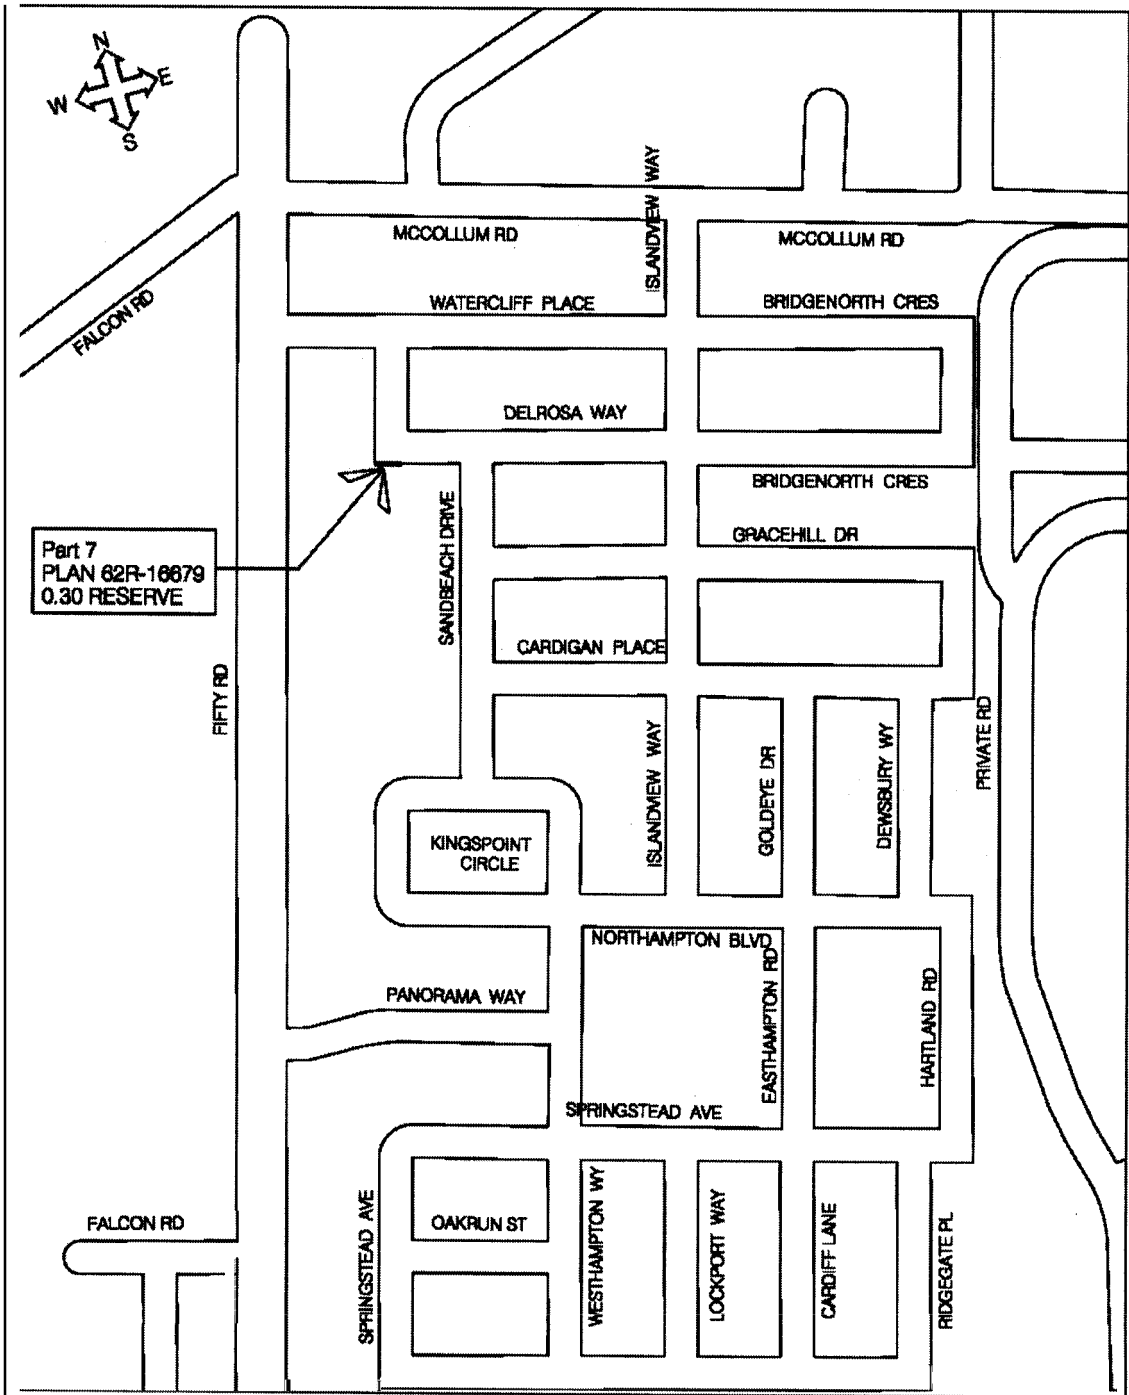 N
W E
S
ISLANDVIEW WAY
MCCOLLUM RD
MCCOLLUM RD
WATERCLIFF PLACE
BRIDGENORTH CRES
FALCON RD
DELROSA WAY
BRIDGENORTH CRES
GRACEHILL DR
SANDBEACH DRIVE
Part 7
PLAN 62R-16679
0.30 RESERVE
CARDIGAN PLACE
FIFTY RD
ISLANDVIEW WAY
GOLDEYE DR
DEWSBURY WY
PRIVATE RD
KINGSPOINT
CIRCLE
NORTHAMPTON BLVD
PANORAMA WAY
EASTHAMPTON RD
HARTLAND RD
SPRINGSTEAD AVE
FALCON RD
SPRINGSTEAD AVE
OAKRUN ST
WESTHAMPTON WY
LOCKPORT WAY
CARDIFF LANE
RIDGEGATE PL